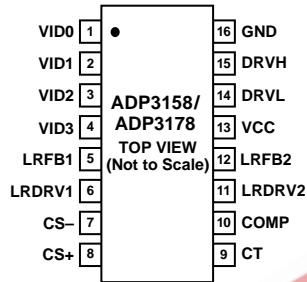 VID0 1 16 GND
VID1 2 15 DRVH
VID2 3 14 DRVL
VID3 4 13 VCC
LRFB1 5 12 LRFB2
LRDRV1 6 11 LRDRV2
CS– 7 10 COMP
CS+ 8 9 CT
ADP3158/
ADP3178
TOP VIEW
(Not to Scale)